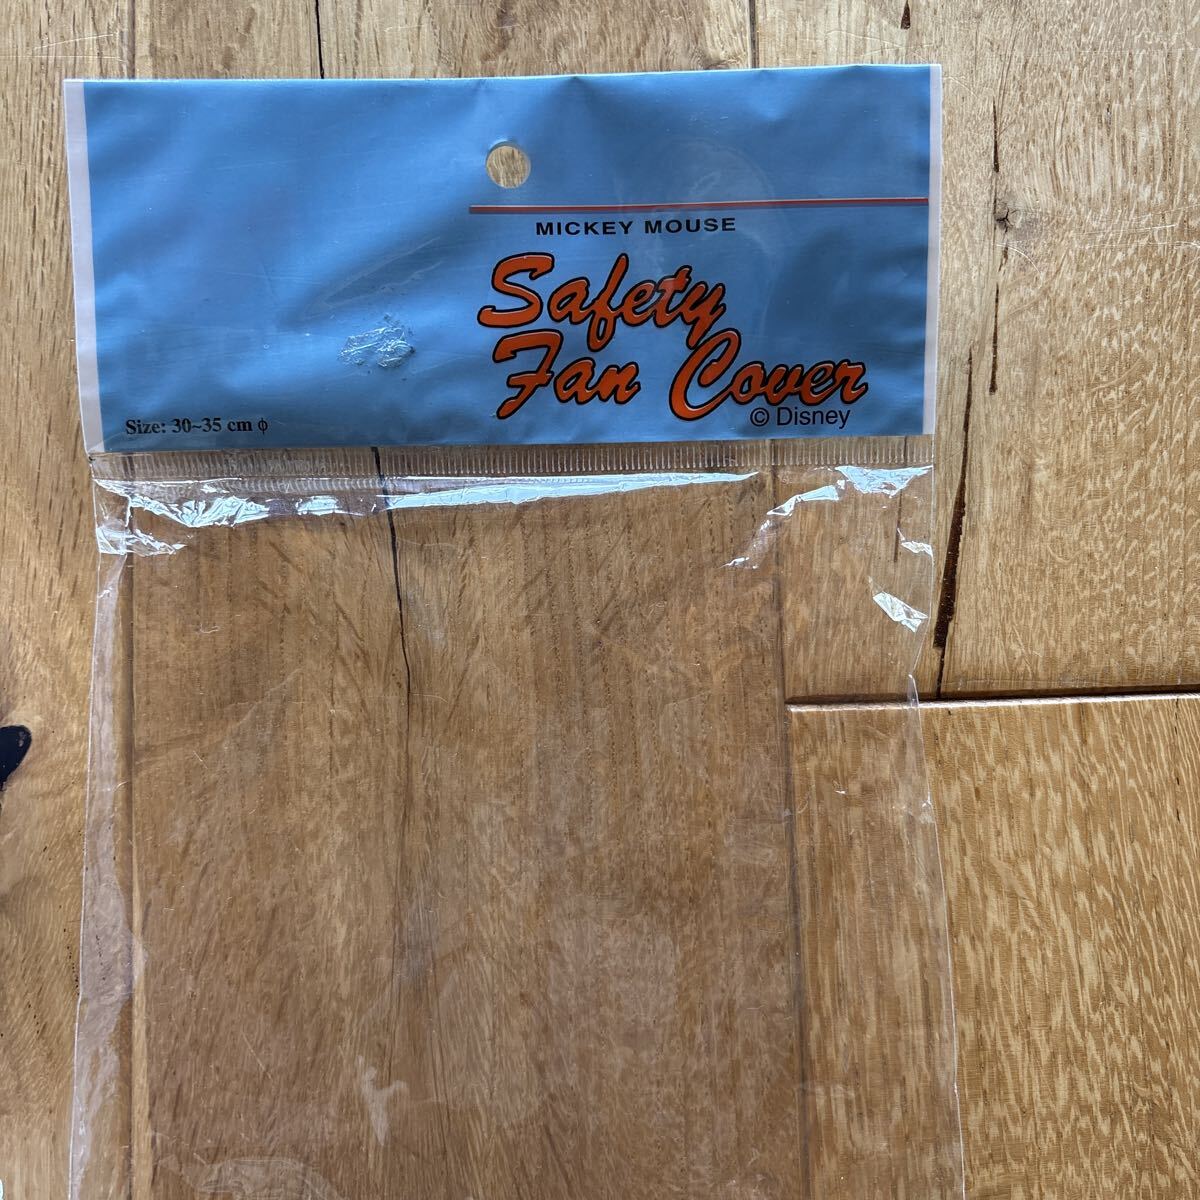 MICKEY MOUSE
Safety
Fan Cover
© Disney
Size: 30~35 cm ϕ